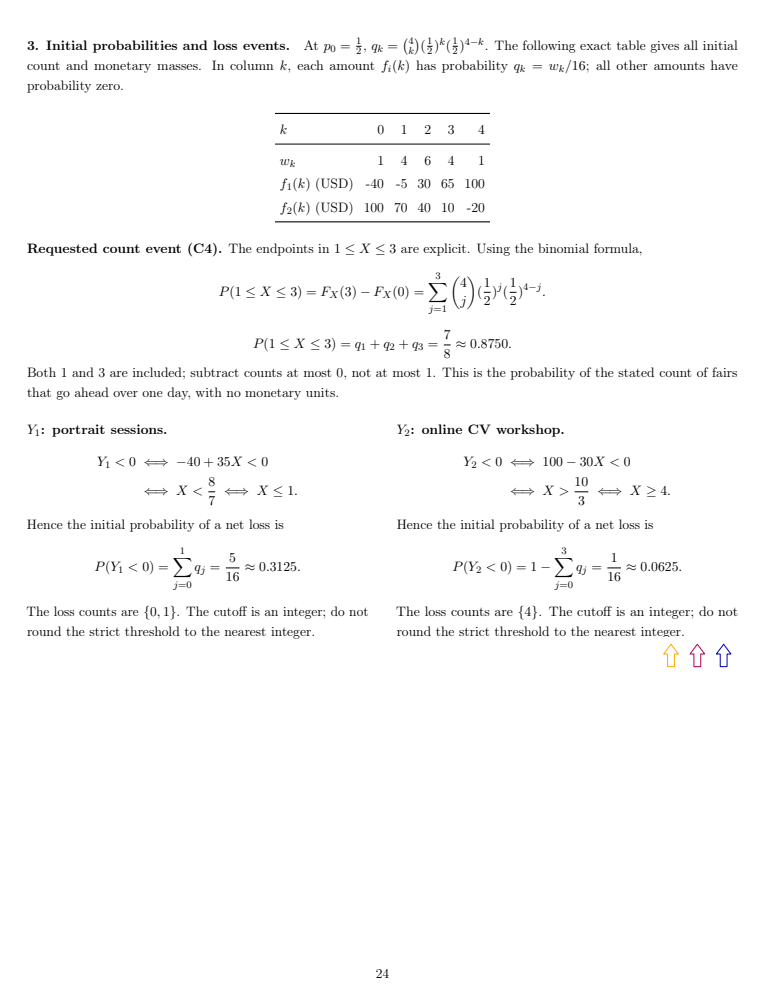 3. Initial probabilities and loss events. At p₀ = 1/2, qₖ = (4 k)(1/2)ᵏ(1/2)⁴⁻ᵏ. The following exact table gives all initial
count and monetary masses. In column k, each amount fᵢ(k) has probability qₖ = wₖ/16; all other amounts have
probability zero.
k 0 1 2 3 4
wₖ 1 4 6 4 1
f₁(k) (USD) -40 -5 30 65 100
f₂(k) (USD) 100 70 40 10 -20
Requested count event (C4). The endpoints in 1 ≤ X ≤ 3 are explicit. Using the binomial formula,
P(1 ≤ X ≤ 3) = F_X(3) − F_X(0) = ∑_{j=1}^{3} (4 j)(1/2)ʲ(1/2)⁴⁻ʲ.
P(1 ≤ X ≤ 3) = q₁ + q₂ + q₃ = 7/8 ≈ 0.8750.
Both 1 and 3 are included; subtract counts at most 0, not at most 1. This is the probability of the stated count of fairs
that go ahead over one day, with no monetary units.
Y₁: portrait sessions.
Y₁ < 0 ⟺ −40 + 35X < 0
⟺ X < 8/7 ⟺ X ≤ 1.
Hence the initial probability of a net loss is
P(Y₁ < 0) = ∑_{j=0}^{1} qⱼ = 5/16 ≈ 0.3125.
The loss counts are {0, 1}. The cutoff is an integer; do not
round the strict threshold to the nearest integer.
Y₂: online CV workshop.
Y₂ < 0 ⟺ 100 − 30X < 0
⟺ X > 10/3 ⟺ X ≥ 4.
Hence the initial probability of a net loss is
P(Y₂ < 0) = 1 − ∑_{j=0}^{3} qⱼ = 1/16 ≈ 0.0625.
The loss counts are {4}. The cutoff is an integer; do not
round the strict threshold to the nearest integer.
24